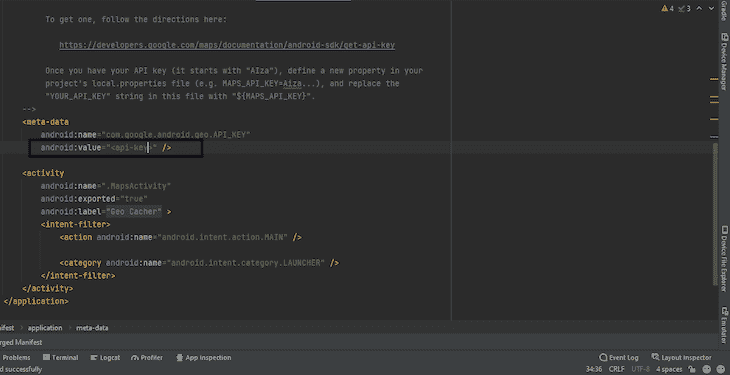 4 3
To get one, follow the directions here:
https://developers.google.com/maps/documentation/android-sdk/get-api-key
Once you have your API key (it starts with "AIza"), define a new property in your
project's local.properties file (e.g. MAPS_API_KEY=Aiza...), and replace the
"YOUR_API_KEY" string in this file with "${MAPS_API_KEY}".
-->
<meta-data
android:name="com.google.android.geo.API_KEY"
android:value="<api-key>" />
<activity
android:name=".MapsActivity"
android:exported="true"
android:label="Geo Cacher" >
<intent-filter>
<action android:name="android.intent.action.MAIN" />
<category android:name="android.intent.category.LAUNCHER" />
</intent-filter>
</activity>
</application>
Gradle
Device Manager
Device File Explorer
Emulator
nifest application meta-data
rged Manifest
Problems Terminal Logcat Profiler App Inspection Event Log Layout Inspector
d successfully 34:36 CRLF UTF-8 4 spaces